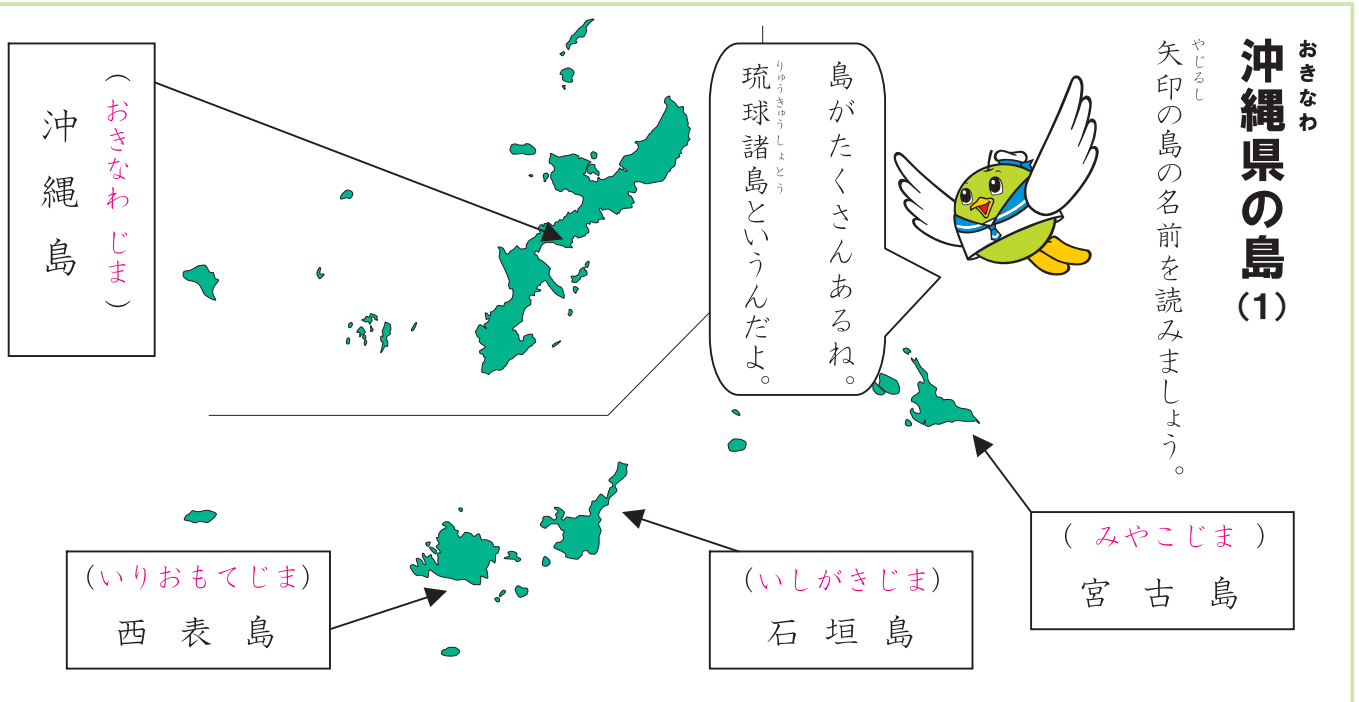 おきなわ
沖縄県の島(1)
やじるし
矢印の島の名前を読みましょう。
島がたくさんあるね。
りゅうきゅうしょとう
琉球諸島というんだよ。
(おきなわ じま)
沖縄島
(みやこじま)
宮古島
(いしがきじま)
石垣島
(いりおもてじま)
西表島